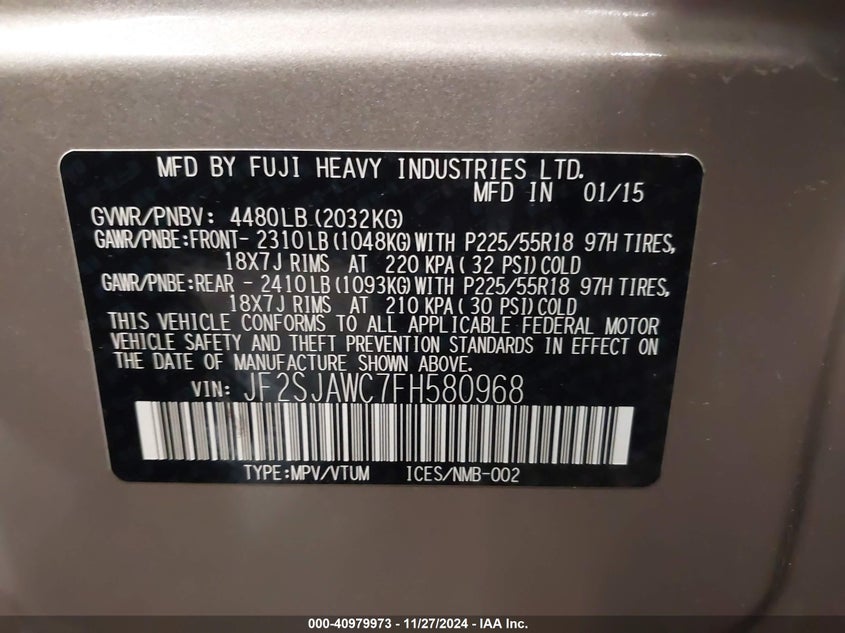 MFD BY FUJI HEAVY INDUSTRIES LTD.
MFD IN 01/15
GVWR/PNBV: 4480LB (2032KG)
GAWR/PNBE:FRONT- 2310LB (1048KG) WITH P225/55R18 97H TIRES,
18X7J RIMS AT 220 KPA ( 32 PSI) COLD
GAWR/PNBE:REAR - 2410LB (1093KG) WITH P225/55R18 97H TIRES,
18X7J RIMS AT 210 KPA ( 30 PSI) COLD
THIS VEHICLE CONFORMS TO ALL APPLICABLE FEDERAL MOTOR
VEHICLE SAFETY AND THEFT PREVENTION STANDARDS IN EFFECT ON
THE DATE OF MANUFACTURE SHOWN ABOVE.
VIN: JF2SJAWC7FH580968
TYPE:MPV/VTUM ICES/NMB-002
000-40979973 - 11/27/2024 - IAA Inc.